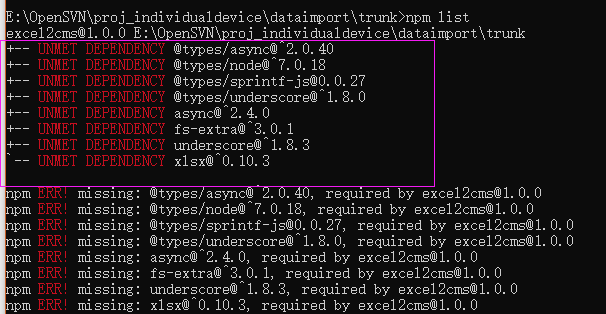 E:\OpenSVN\proj_individualdevice\dataimport\trunk>npm list
excel2cms@1.0.0 E:\OpenSVN\proj_individualdevice\dataimport\trunk
+-- UNMET DEPENDENCY @types/async@^2.0.40
+-- UNMET DEPENDENCY @types/node@^7.0.18
+-- UNMET DEPENDENCY @types/sprintf-js@0.0.27
+-- UNMET DEPENDENCY @types/underscore@^1.8.0
+-- UNMET DEPENDENCY async@^2.4.0
+-- UNMET DEPENDENCY fs-extra@^3.0.1
+-- UNMET DEPENDENCY underscore@^1.8.3
`-- UNMET DEPENDENCY xlsx@^0.10.3
npm ERR! missing: @types/async@^2.0.40, required by excel2cms@1.0.0
npm ERR! missing: @types/node@^7.0.18, required by excel2cms@1.0.0
npm ERR! missing: @types/sprintf-js@0.0.27, required by excel2cms@1.0.0
npm ERR! missing: @types/underscore@^1.8.0, required by excel2cms@1.0.0
npm ERR! missing: async@^2.4.0, required by excel2cms@1.0.0
npm ERR! missing: fs-extra@^3.0.1, required by excel2cms@1.0.0
npm ERR! missing: underscore@^1.8.3, required by excel2cms@1.0.0
npm ERR! missing: xlsx@^0.10.3, required by excel2cms@1.0.0